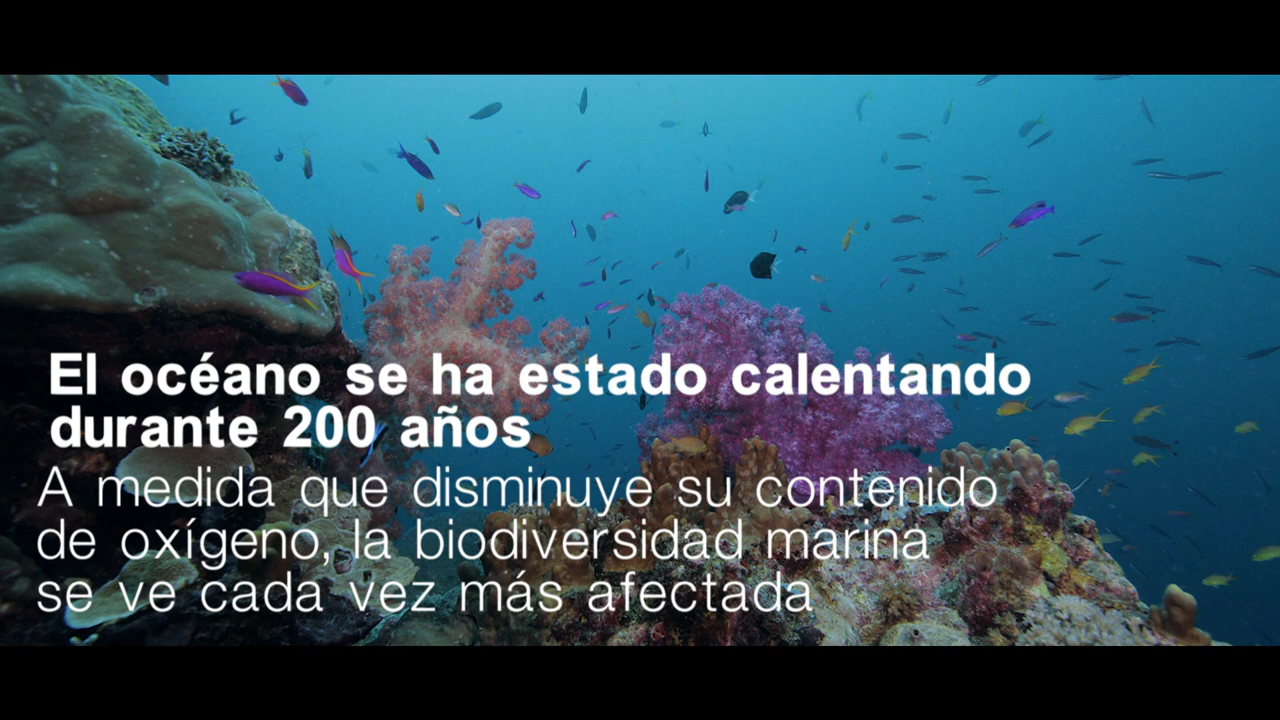 El océano se ha estado calentando
durante 200 años
A medida que disminuye su contenido
de oxígeno, la biodiversidad marina
se ve cada vez más afectada